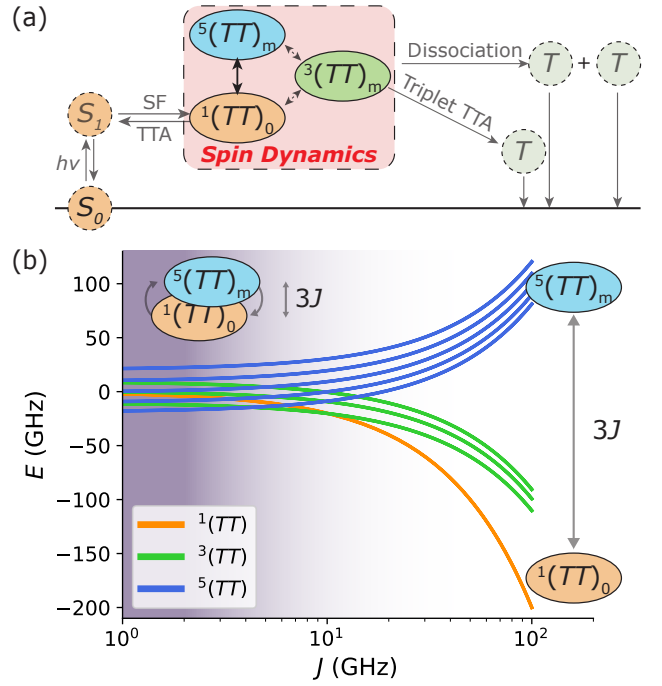 (a)
⁵(TT)ₘ
³(TT)ₘ
¹(TT)₀
Spin Dynamics
Dissociation
Triplet TTA
T + T
T
S₁
SF
TTA
hν
S₀
(b)
⁵(TT)ₘ
¹(TT)₀
3J
⁵(TT)ₘ
3J
¹(TT)₀
E (GHz)
100
50
0
−50
−100
−150
−200
¹(TT)
³(TT)
⁵(TT)
10⁰
10¹
10²
J (GHz)